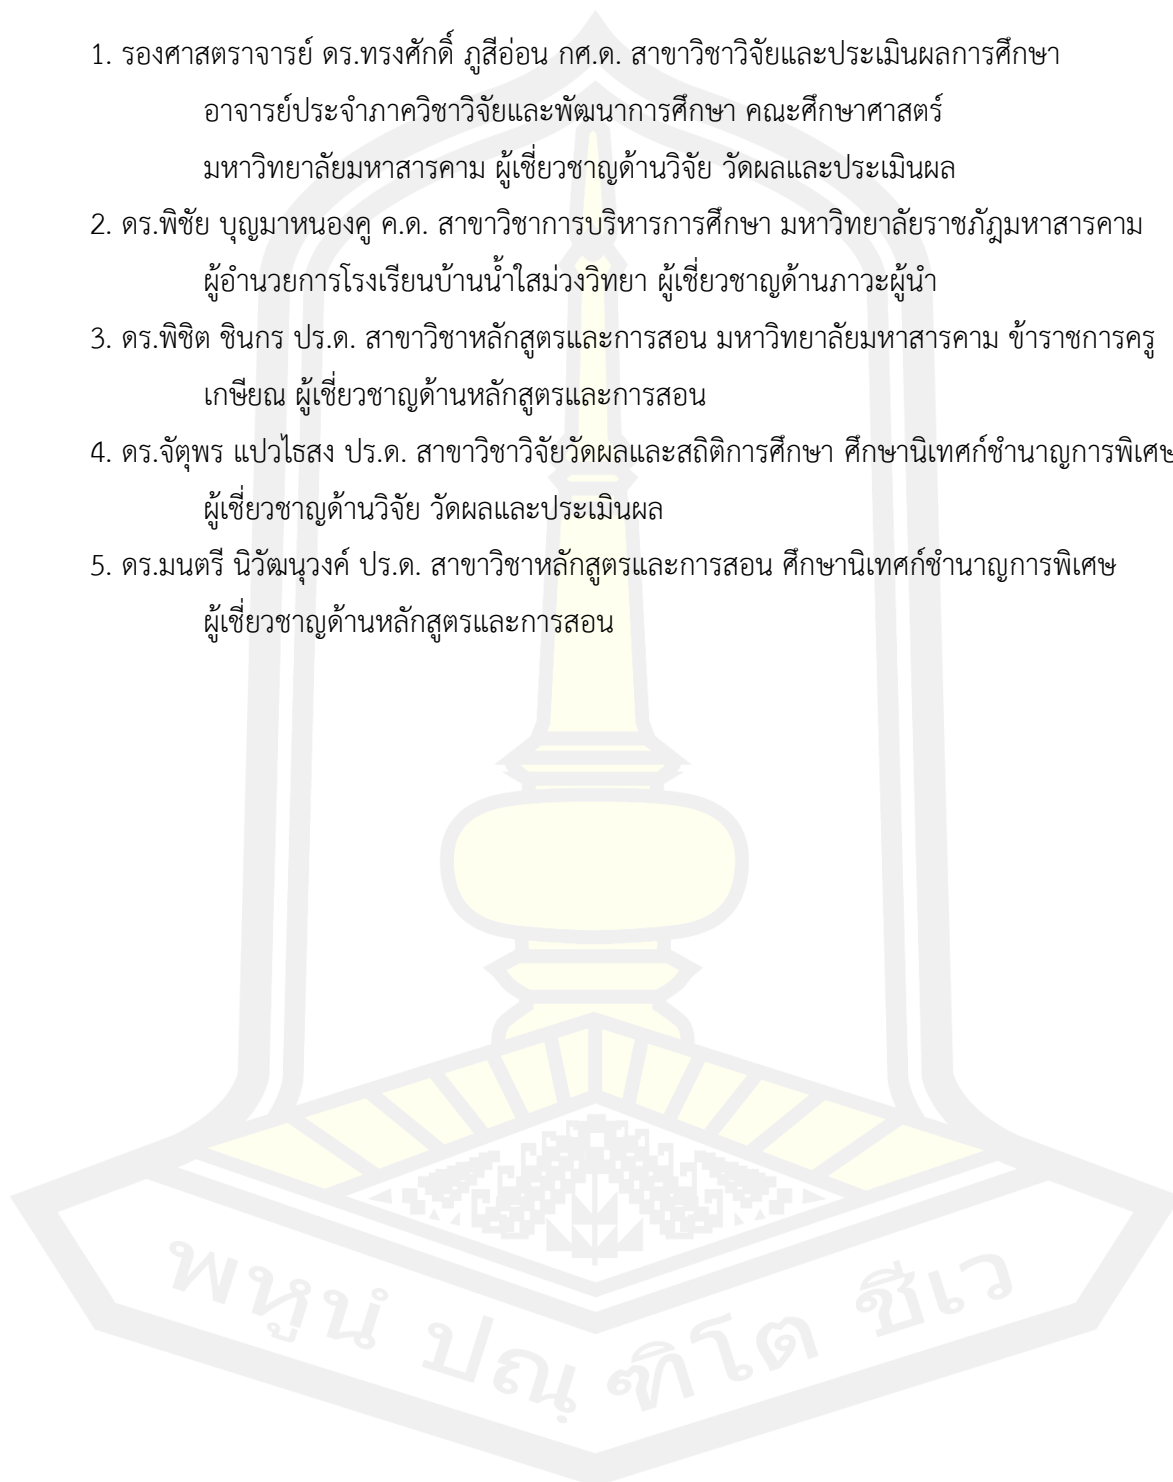 1. รองศาสตราจารย์ ดร.ทรงศักดิ์ ภูสีอ่อน กศ.ด. สาขาวิชาวิจัยและประเมินผลการศึกษา
อาจารย์ประจำภาควิชาวิจัยและพัฒนาการศึกษา คณะศึกษาศาสตร์
มหาวิทยาลัยมหาสารคาม ผู้เชี่ยวชาญด้านวิจัย วัดผลและประเมินผล
2. ดร.พิชัย บุญมาหนองคู ค.ด. สาขาวิชาการบริหารการศึกษา มหาวิทยาลัยราชภัฎมหาสารคาม
ผู้อำนวยการโรงเรียนบ้านน้ำใสม่วงวิทยา ผู้เชี่ยวชาญด้านภาวะผู้นำ
3. ดร.พิชิต ชินกร ปร.ด. สาขาวิชาหลักสูตรและการสอน มหาวิทยาลัยมหาสารคาม ข้าราชการครู
เกษียณ ผู้เชี่ยวชาญด้านหลักสูตรและการสอน
4. ดร.จัตุพร แปวไธสง ปร.ด. สาขาวิชาวิจัยวัดผลและสถิติการศึกษา ศึกษานิเทศก์ชำนาญการพิเศษ
ผู้เชี่ยวชาญด้านวิจัย วัดผลและประเมินผล
5. ดร.มนตรี นิวัฒนุวงค์ ปร.ด. สาขาวิชาหลักสูตรและการสอน ศึกษานิเทศก์ชำนาญการพิเศษ
ผู้เชี่ยวชาญด้านหลักสูตรและการสอน
พหูนํ ปณฺ ฑิโต ชีเว